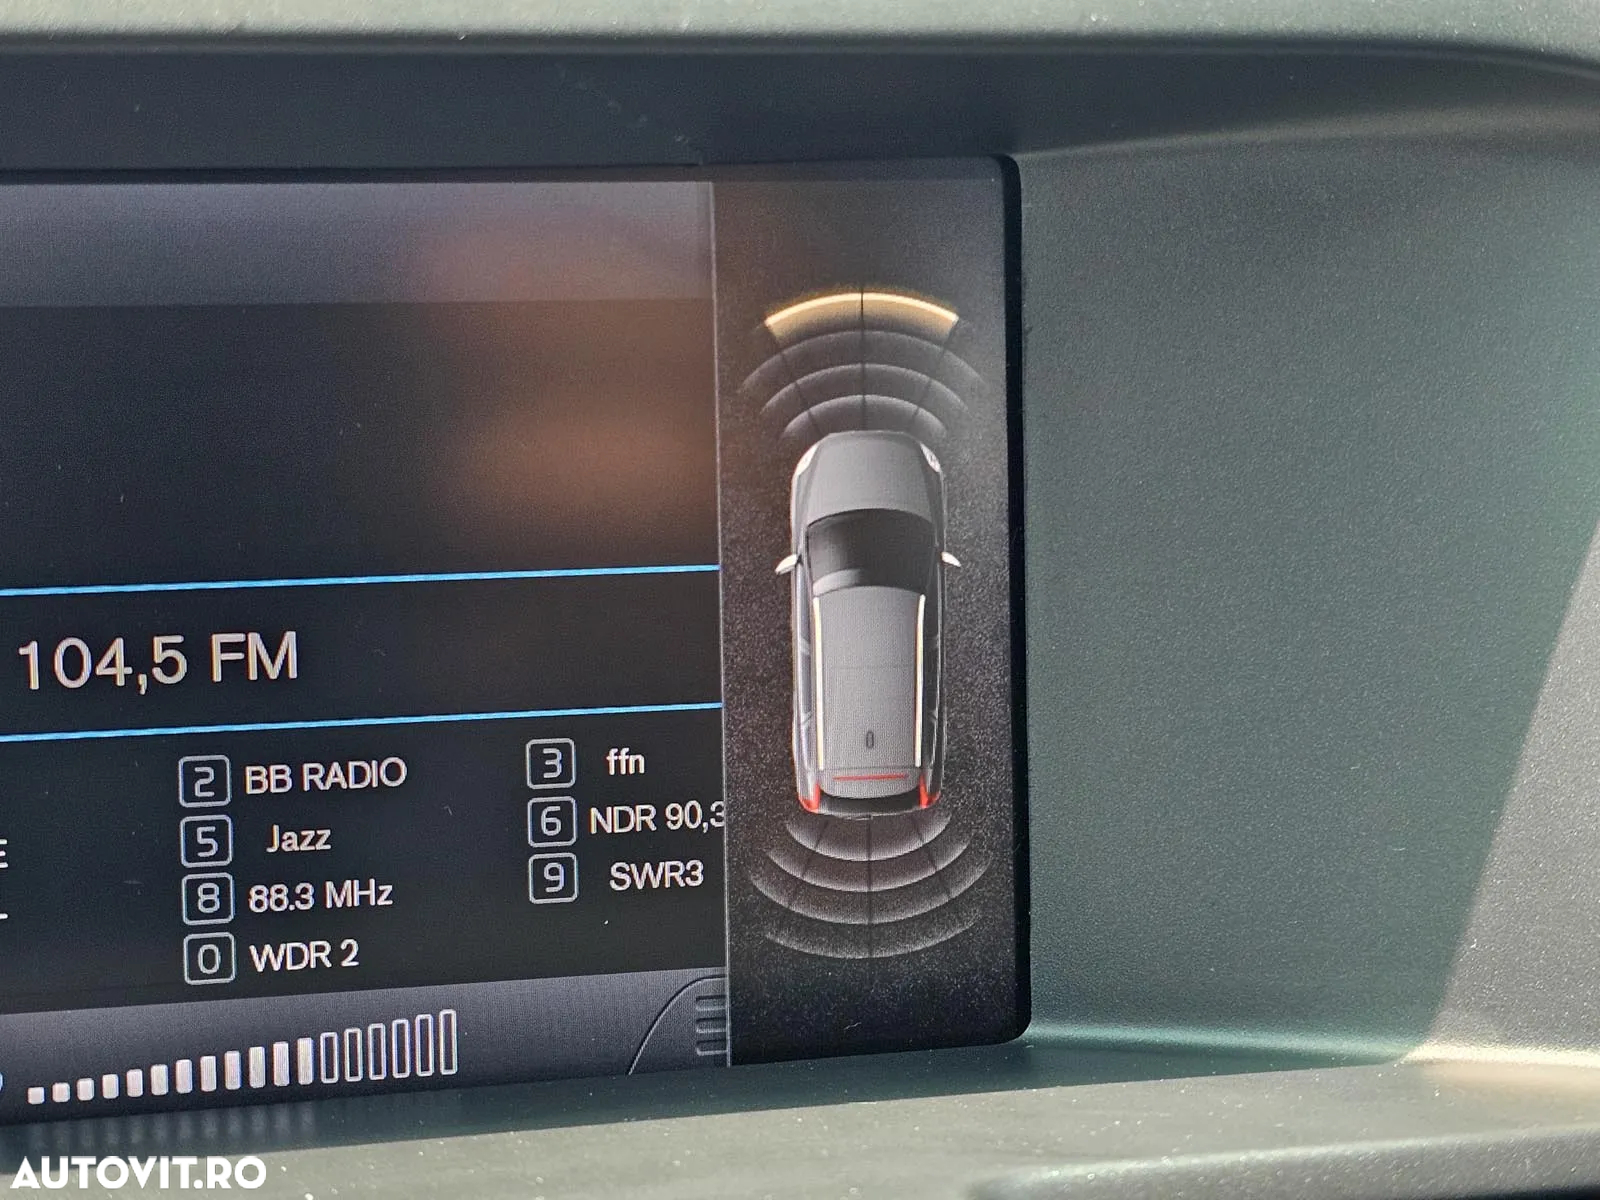 104,5 FM
2 BB RADIO
3 ffn
5 Jazz
6 NDR 90,3
8 88.3 MHz
9 SWR3
0 WDR 2
AUTOVIT.RO